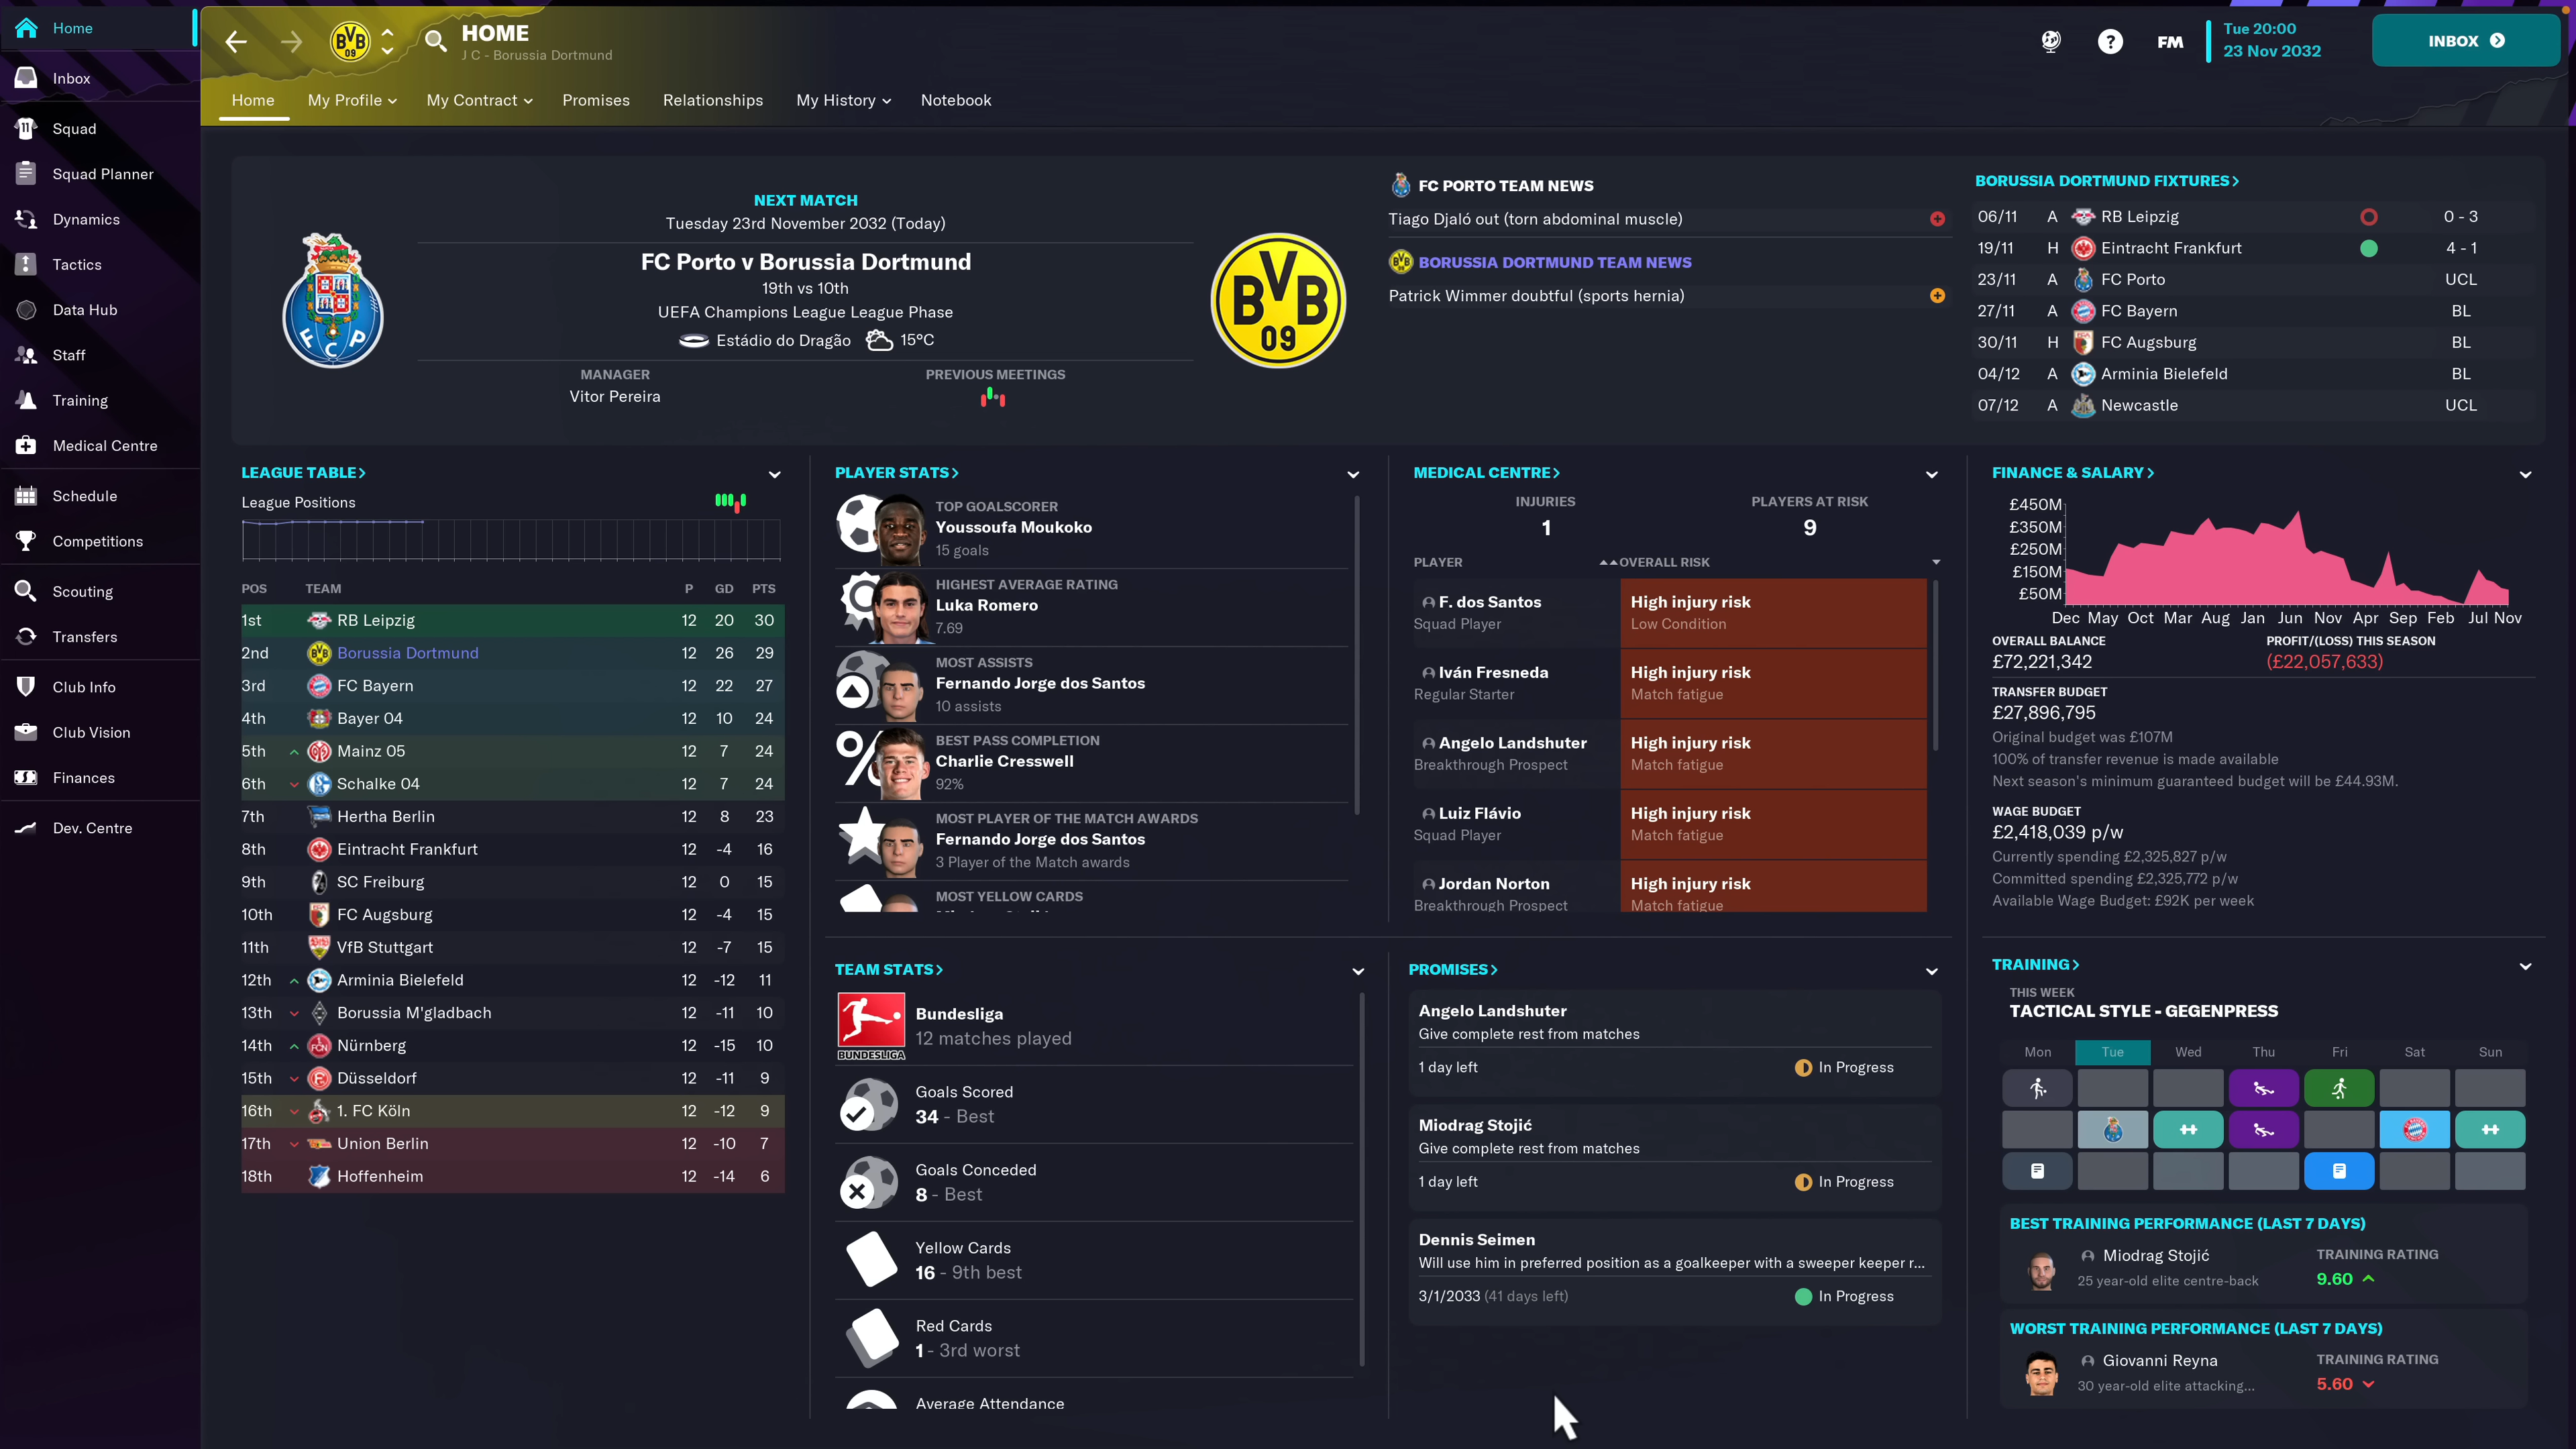 Home
Inbox
Squad
Squad Planner
Dynamics
Tactics
Data Hub
Staff
Training
Medical Centre
Schedule
Competitions
Scouting
Transfers
Club Info
Club Vision
Finances
Dev. Centre
HOME
J C - Borussia Dortmund
FM
Tue 20:00
23 Nov 2032
INBOX
Home My Profile My Contract Promises Relationships My History Notebook
NEXT MATCH
Tuesday 23rd November 2032 (Today)
FC Porto v Borussia Dortmund
19th vs 10th
UEFA Champions League League Phase
Estádio do Dragão 15°C
MANAGER
Vitor Pereira
PREVIOUS MEETINGS
BVB
09
FC PORTO TEAM NEWS
Tiago Djaló out (torn abdominal muscle)
BORUSSIA DORTMUND TEAM NEWS
Patrick Wimmer doubtful (sports hernia)
BORUSSIA DORTMUND FIXTURES
06/11 A RB Leipzig 0 - 3
19/11 H Eintracht Frankfurt 4 - 1
23/11 A FC Porto UCL
27/11 A FC Bayern BL
30/11 H FC Augsburg BL
04/12 A Arminia Bielefeld BL
07/12 A Newcastle UCL
LEAGUE TABLE
League Positions
POS TEAM P GD PTS
1st RB Leipzig 12 20 30
2nd Borussia Dortmund 12 26 29
3rd FC Bayern 12 22 27
4th Bayer 04 12 10 24
5th Mainz 05 12 7 24
6th Schalke 04 12 7 24
7th Hertha Berlin 12 8 23
8th Eintracht Frankfurt 12 -4 16
9th SC Freiburg 12 0 15
10th FC Augsburg 12 -4 15
11th VfB Stuttgart 12 -7 15
12th Arminia Bielefeld 12 -12 11
13th Borussia M'gladbach 12 -11 10
14th Nürnberg 12 -15 10
15th Düsseldorf 12 -11 9
16th 1. FC Köln 12 -12 9
17th Union Berlin 12 -10 7
18th Hoffenheim 12 -14 6
PLAYER STATS
TOP GOALSCORER
Youssoufa Moukoko
15 goals
HIGHEST AVERAGE RATING
Luka Romero
7.69
MOST ASSISTS
Fernando Jorge dos Santos
10 assists
BEST PASS COMPLETION
Charlie Cresswell
92%
MOST PLAYER OF THE MATCH AWARDS
Fernando Jorge dos Santos
3 Player of the Match awards
MOST YELLOW CARDS
TEAM STATS
BUNDESLIGA
Bundesliga
12 matches played
Goals Scored
34 - Best
Goals Conceded
8 - Best
Yellow Cards
16 - 9th best
Red Cards
1 - 3rd worst
Average Attendance
MEDICAL CENTRE
INJURIES
1
PLAYERS AT RISK
9
PLAYER OVERALL RISK
F. dos Santos High injury risk
Squad Player Low Condition
Iván Fresneda High injury risk
Regular Starter Match fatigue
Angelo Landshuter High injury risk
Breakthrough Prospect Match fatigue
Luiz Flávio High injury risk
Squad Player Match fatigue
Jordan Norton High injury risk
Breakthrough Prospect Match fatigue
PROMISES
Angelo Landshuter
Give complete rest from matches
1 day left In Progress
Miodrag Stojić
Give complete rest from matches
1 day left In Progress
Dennis Seimen
Will use him in preferred position as a goalkeeper with a sweeper keeper r...
3/1/2033 (41 days left) In Progress
FINANCE & SALARY
£450M
£350M
£250M
£150M
£50M
Dec May Oct Mar Aug Jan Jun Nov Apr Sep Feb Jul Nov
OVERALL BALANCE
£72,221,342
PROFIT/(LOSS) THIS SEASON
(£22,057,633)
TRANSFER BUDGET
£27,896,795
Original budget was £107M
100% of transfer revenue is made available
Next season's minimum guaranteed budget will be £44.93M.
WAGE BUDGET
£2,418,039 p/w
Currently spending £2,325,827 p/w
Committed spending £2,325,772 p/w
Available Wage Budget: £92K per week
TRAINING
THIS WEEK
TACTICAL STYLE - GEGENPRESS
Mon Tue Wed Thu Fri Sat Sun
BEST TRAINING PERFORMANCE (LAST 7 DAYS)
Miodrag Stojić TRAINING RATING
25 year-old elite centre-back 9.60
WORST TRAINING PERFORMANCE (LAST 7 DAYS)
Giovanni Reyna TRAINING RATING
30 year-old elite attacking... 5.60